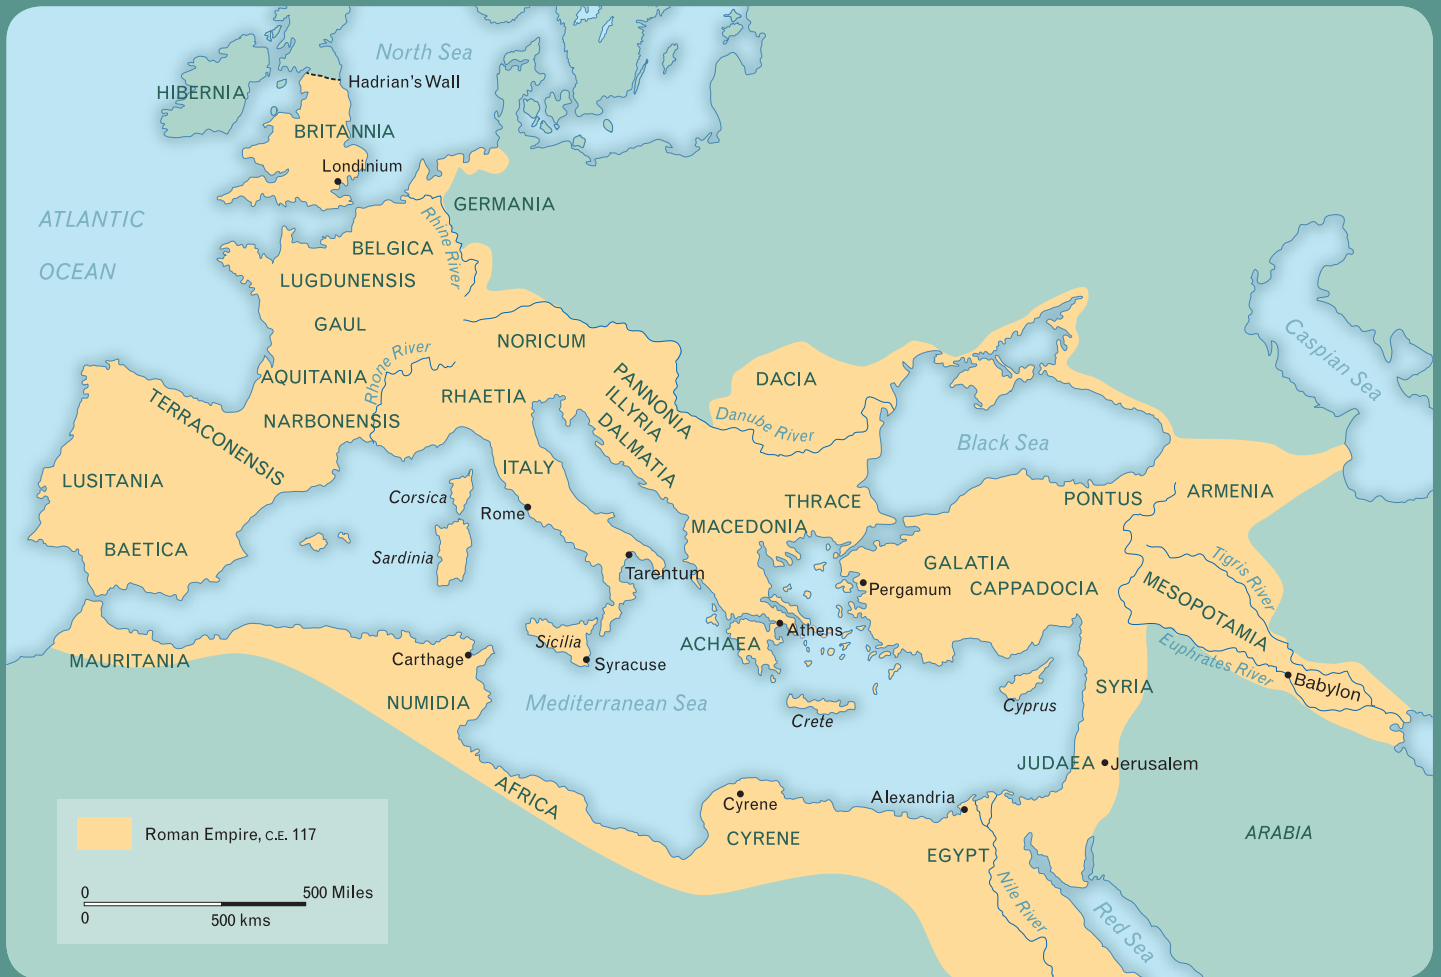 North Sea
Hadrian's Wall
HIBERNIA
BRITANNIA
Londinium
ATLANTIC
OCEAN
GERMANIA
Rhine River
BELGICA
LUGDUNENSIS
GAUL
NORICUM
Caspian Sea
Rhone River
AQUITANIA
RHAETIA
PANNONIA
ILLYRIA
DALMATIA
DACIA
Danube River
TERRACONENSIS
NARBONENSIS
Black Sea
LUSITANIA
ITALY
Corsica
Rome
THRACE
PONTUS
ARMENIA
MACEDONIA
BAETICA
Sardinia
Tarentum
GALATIA
Pergamum
CAPPADOCIA
Tigris River
MESOPOTAMIA
Euphrates River
Babylon
Sicilia
Syracuse
ACHAEA
Athens
MAURITANIA
Carthage
NUMIDIA
Mediterranean Sea
Crete
Cyprus
SYRIA
JUDAEA
Jerusalem
AFRICA
Cyrene
CYRENE
Alexandria
EGYPT
Nile River
Red Sea
ARABIA
Roman Empire, C.E. 117
0 500 Miles
0 500 kms